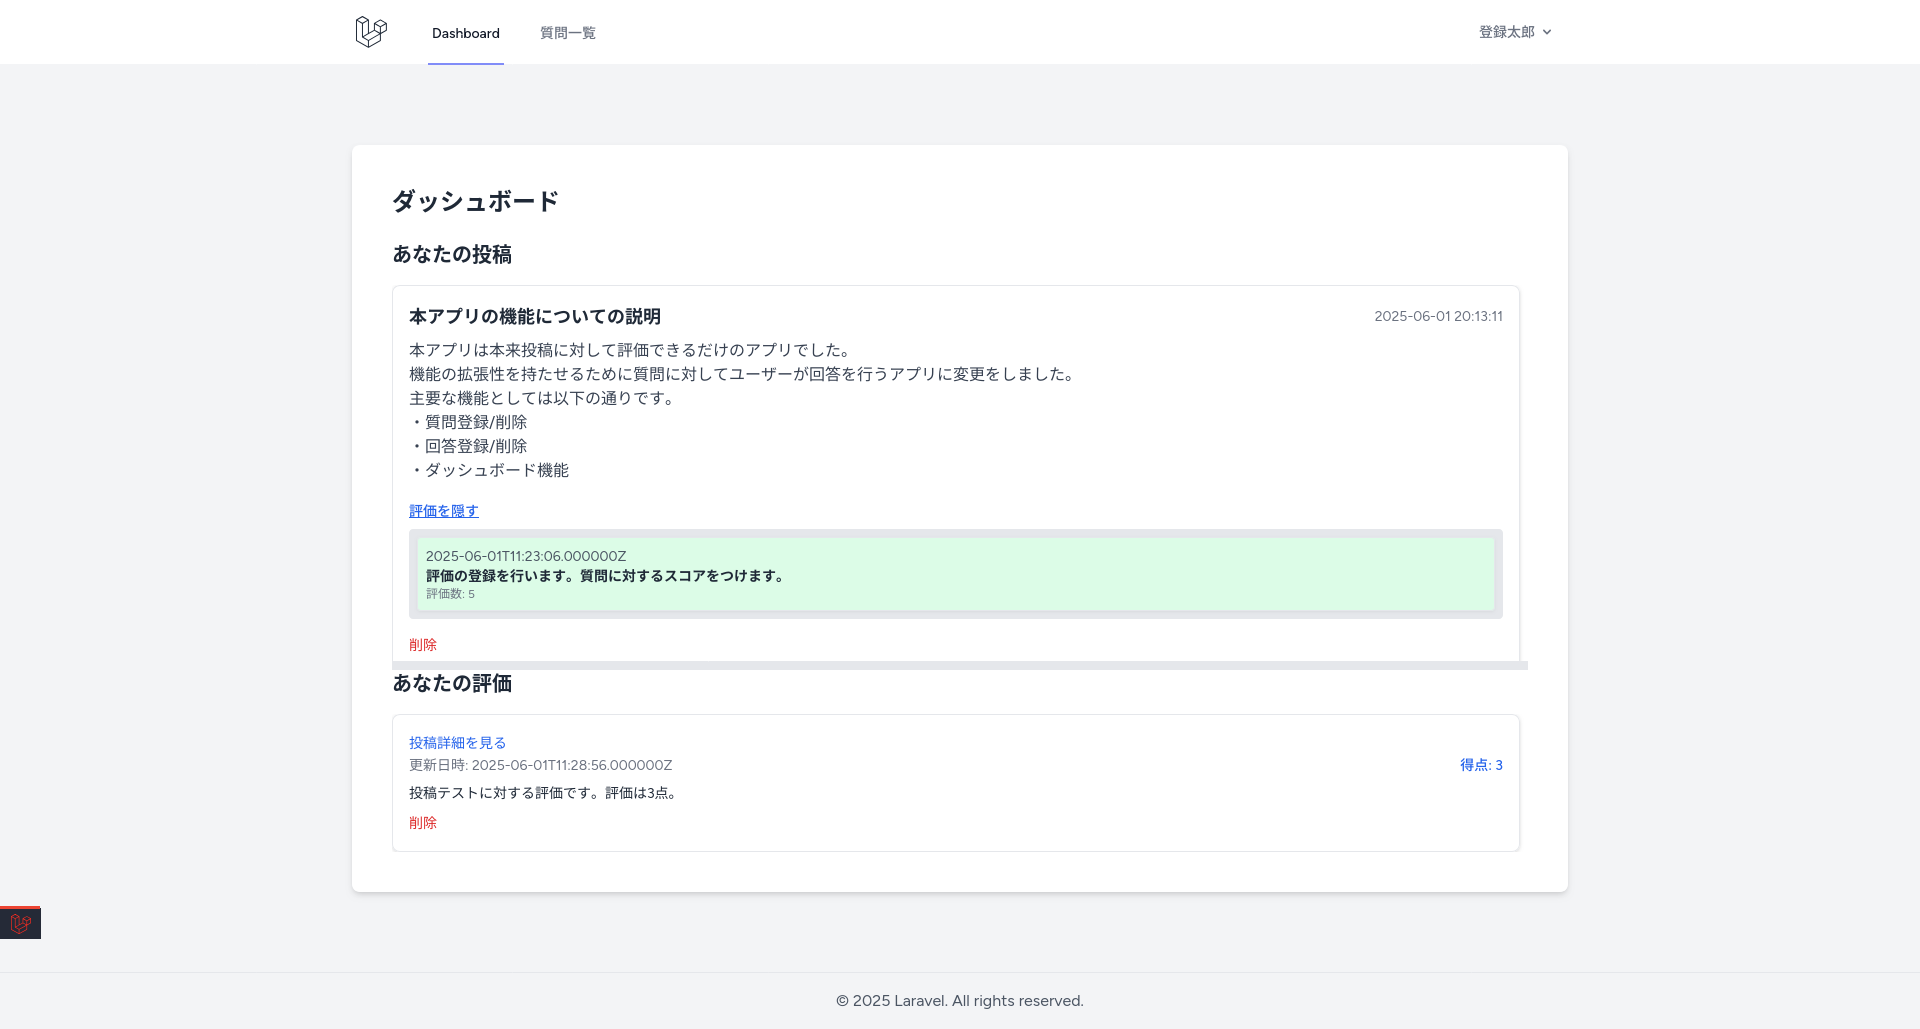 Dashboard
質問一覧
登録太郎
ダッシュボード
あなたの投稿
本アプリの機能についての説明
2025-06-01 20:13:11
本アプリは本来投稿に対して評価できるだけのアプリでした。
機能の拡張性を持たせるために質問に対してユーザーが回答を行うアプリに変更をしました。
主要な機能としては以下の通りです。
・質問登録/削除
・回答登録/削除
・ダッシュボード機能
評価を隠す
2025-06-01T11:23:06.000000Z
評価の登録を行います。質問に対するスコアをつけます。
評価数: 5
削除
あなたの評価
投稿詳細を見る
更新日時: 2025-06-01T11:28:56.000000Z
得点: 3
投稿テストに対する評価です。評価は3点。
削除
© 2025 Laravel. All rights reserved.